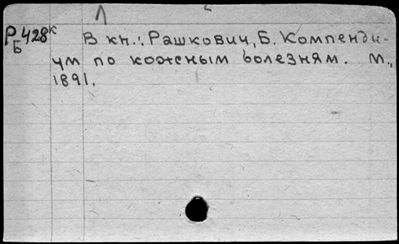 Р 428к
Б
В кн.: Рашкович, Б. Компенди-
ум по кожным болезням. М.,
1891.